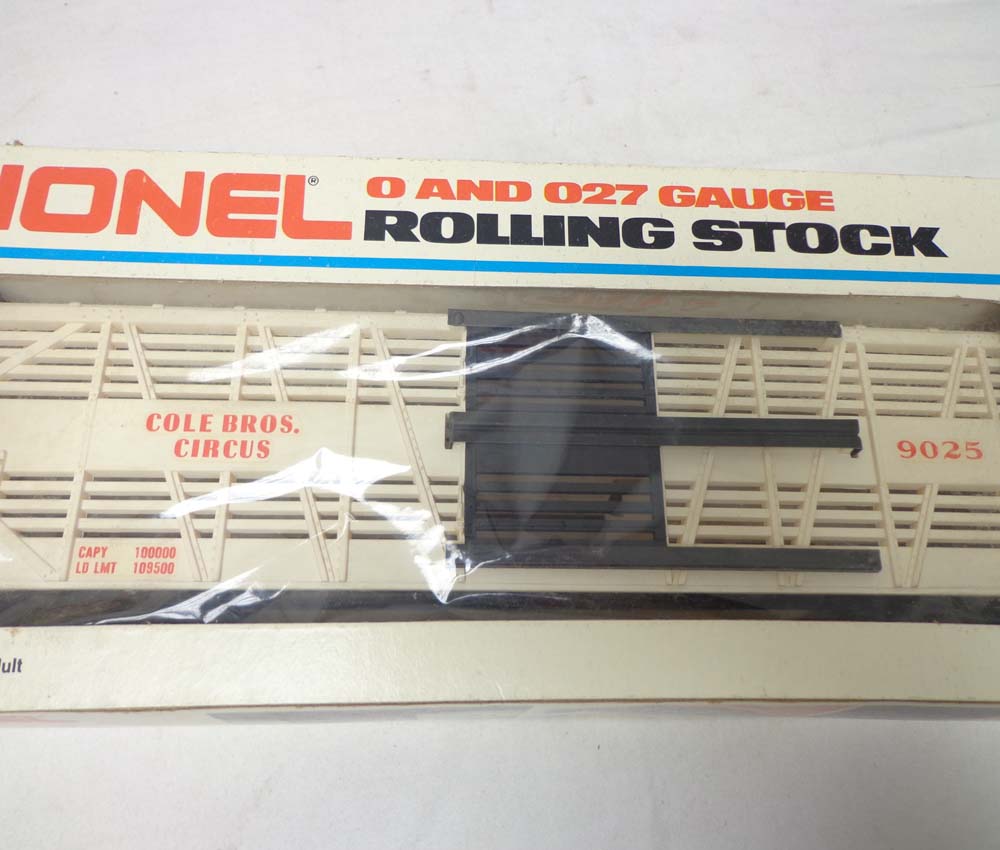 IONEL®
O AND O27 GAUGE
ROLLING STOCK
COLE BROS.
CIRCUS
9025
CAPY 100000
LD LMT 109500
ult